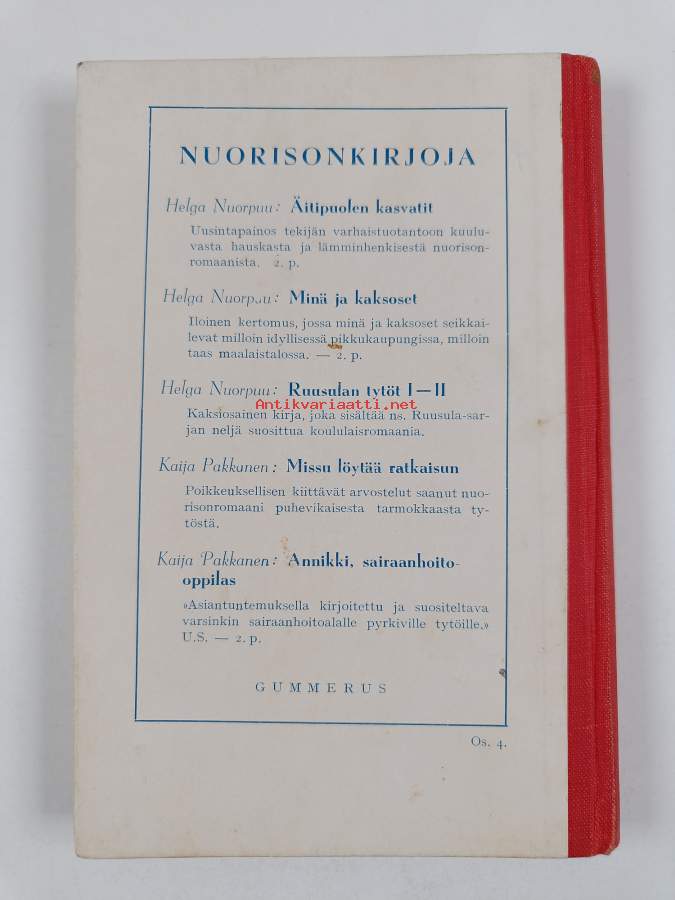 NUORISONKIRJOJA
Helga Nuorpuu: Äitipuolen kasvatit
Uusintapainos tekijän varhaistuotantoon kuulu-
vasta hauskasta ja lämminhenkisestä nuorison-
romaanista. 2. p.
Helga Nuorpuu: Minä ja kaksoset
Iloinen kertomus, jossa minä ja kaksoset seikkai-
levat milloin idyllisessä pikkukaupungissa, milloin
taas maalaistalossa. — 2. p.
Helga Nuorpuu: Ruusulan tytöt I—II
Antikvariaatti.net
Kaksiosainen kirja, joka sisältää ns. Ruusula-sar-
jan neljä suosittua koululaisromaania.
Kaija Pakkanen: Missu löytää ratkaisun
Poikkeuksellisen kiittävät arvostelut saanut nuo-
risonromaani puhevikaisesta tarmokkaasta ty-
töstä.
Kaija Pakkanen: Annikki, sairaanhoito-
oppilas
»Asiantuntemuksella kirjoitettu ja suositeltava
varsinkin sairaanhoitoalalle pyrkiville tytöille.»
U.S. — 2. p.
GUMMERUS
Os. 4.